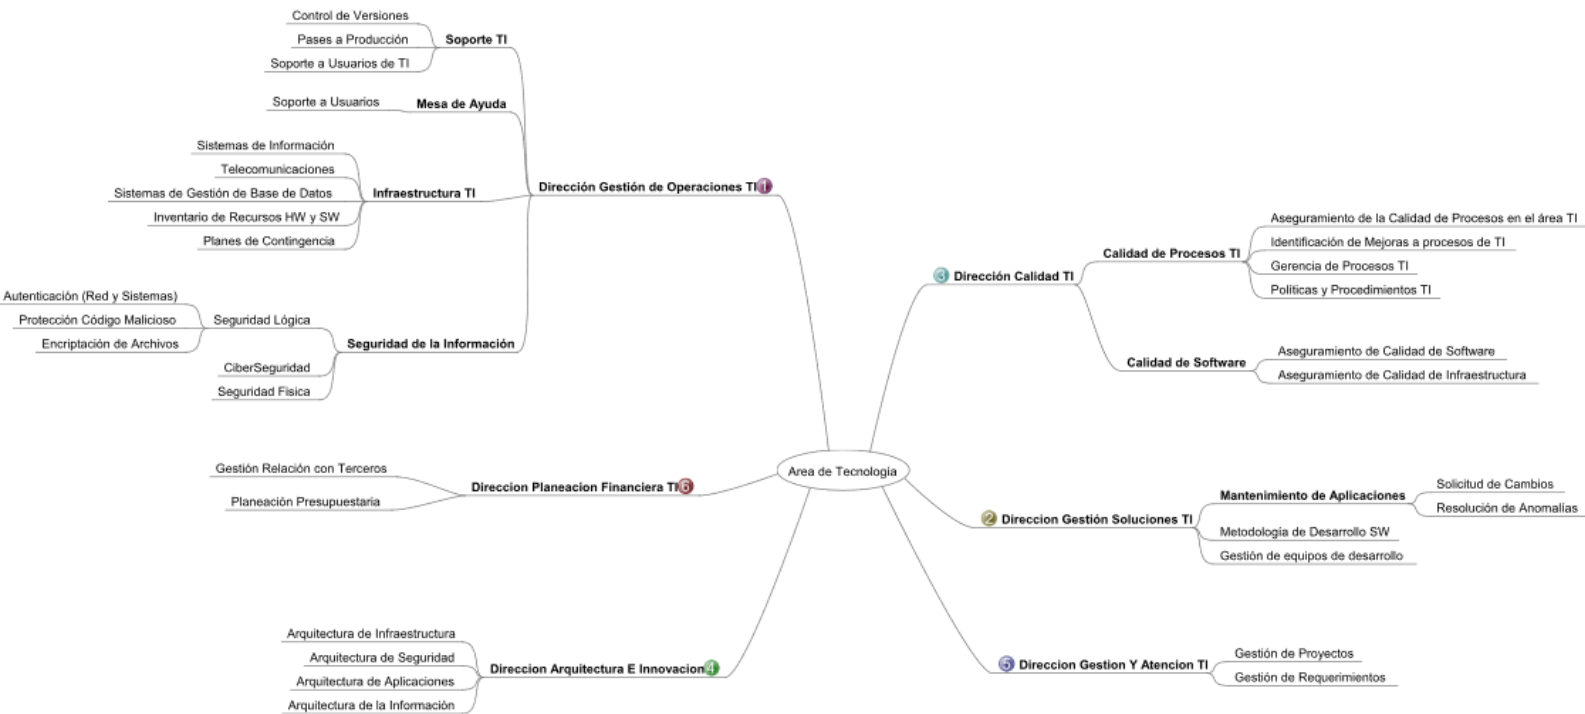 Control de Versiones
Pases a Producción
Soporte a Usuarios de TI
Soporte TI
Soporte a Usuarios
Mesa de Ayuda
Sistemas de Información
Telecomunicaciones
Sistemas de Gestión de Base de Datos
Inventario de Recursos HW y SW
Planes de Contingencia
Infraestructura TI
Autenticación (Red y Sistemas)
Protección Código Malicioso
Encriptación de Archivos
Seguridad Lógica
CiberSeguridad
Seguridad Fisica
Seguridad de la Información
Dirección Gestión de Operaciones TI 1
Gestión Relación con Terceros
Planeación Presupuestaria
Direccion Planeacion Financiera TI 6
Arquitectura de Infraestructura
Arquitectura de Seguridad
Arquitectura de Aplicaciones
Arquitectura de la Información
Direccion Arquitectura E Innovacion 4
Area de Tecnología
3 Dirección Calidad TI
Calidad de Procesos TI
Aseguramiento de la Calidad de Procesos en el área TI
Identificación de Mejoras a procesos de TI
Gerencia de Procesos TI
Políticas y Procedimientos TI
Calidad de Software
Aseguramiento de Calidad de Software
Aseguramiento de Calidad de Infraestructura
2 Direccion Gestión Soluciones TI
Mantenimiento de Aplicaciones
Solicitud de Cambios
Resolución de Anomalías
Metodología de Desarrollo SW
Gestión de equipos de desarrollo
5 Direccion Gestion Y Atencion TI
Gestión de Proyectos
Gestión de Requerimientos